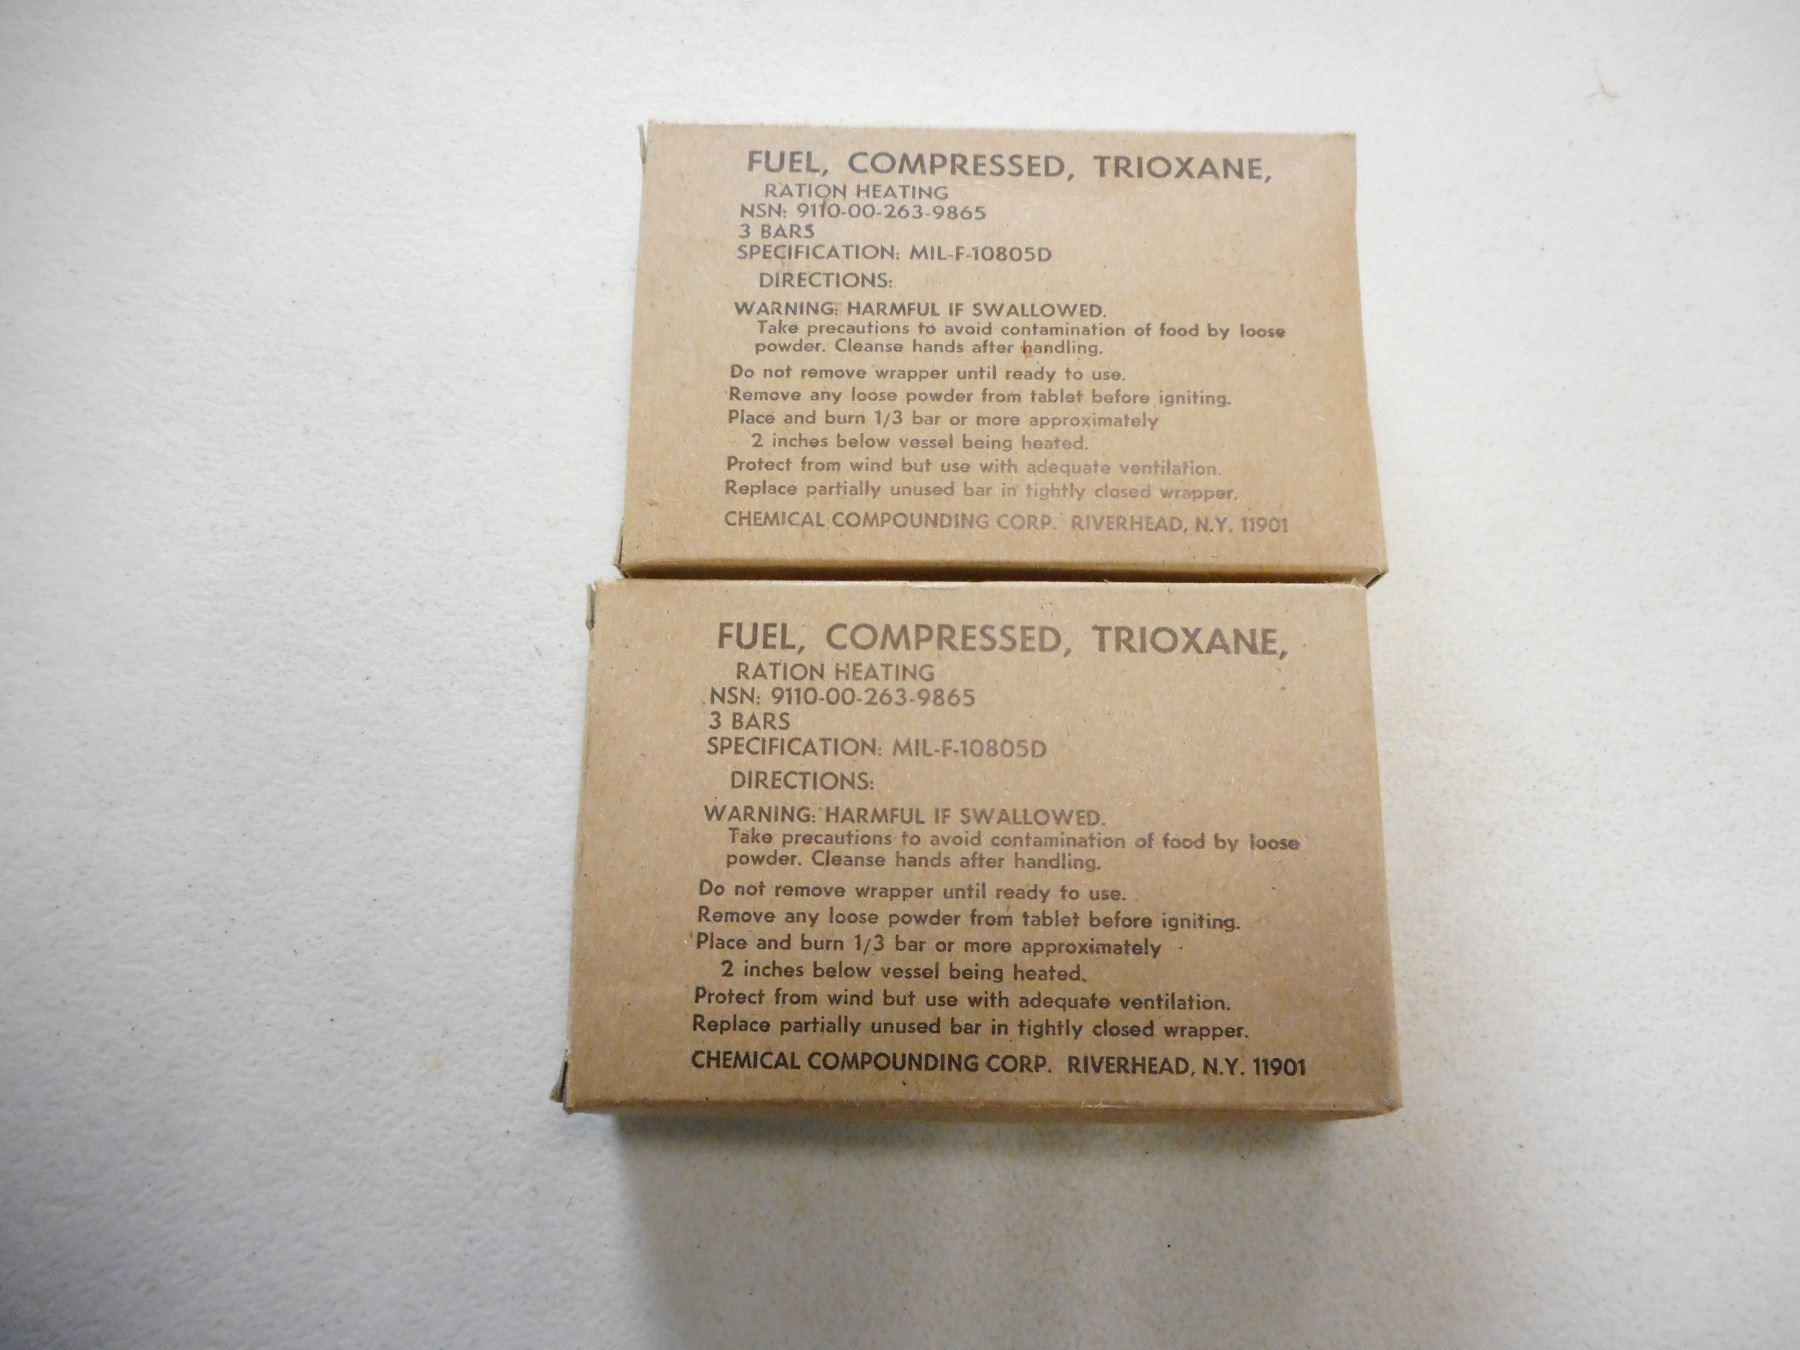 FUEL, COMPRESSED, TRIOXANE,
RATION HEATING
NSN: 9110-00-263-9865
3 BARS
SPECIFICATION: MIL-F-10805D
DIRECTIONS:
WARNING: HARMFUL IF SWALLOWED.
Take precautions to avoid contamination of food by loose
powder. Cleanse hands after handling.
Do not remove wrapper until ready to use.
Remove any loose powder from tablet before igniting.
Place and burn 1/3 bar or more approximately
2 inches below vessel being heated.
Protect from wind but use with adequate ventilation.
Replace partially unused bar in tightly closed wrapper.
CHEMICAL COMPOUNDING CORP. RIVERHEAD, N.Y. 11901
FUEL, COMPRESSED, TRIOXANE,
RATION HEATING
NSN: 9110-00-263-9865
3 BARS
SPECIFICATION: MIL-F-10805D
DIRECTIONS:
WARNING: HARMFUL IF SWALLOWED.
Take precautions to avoid contamination of food by loose
powder. Cleanse hands after handling.
Do not remove wrapper until ready to use.
Remove any loose powder from tablet before igniting.
Place and burn 1/3 bar or more approximately
2 inches below vessel being heated.
Protect from wind but use with adequate ventilation.
Replace partially unused bar in tightly closed wrapper.
CHEMICAL COMPOUNDING CORP. RIVERHEAD, N.Y. 11901